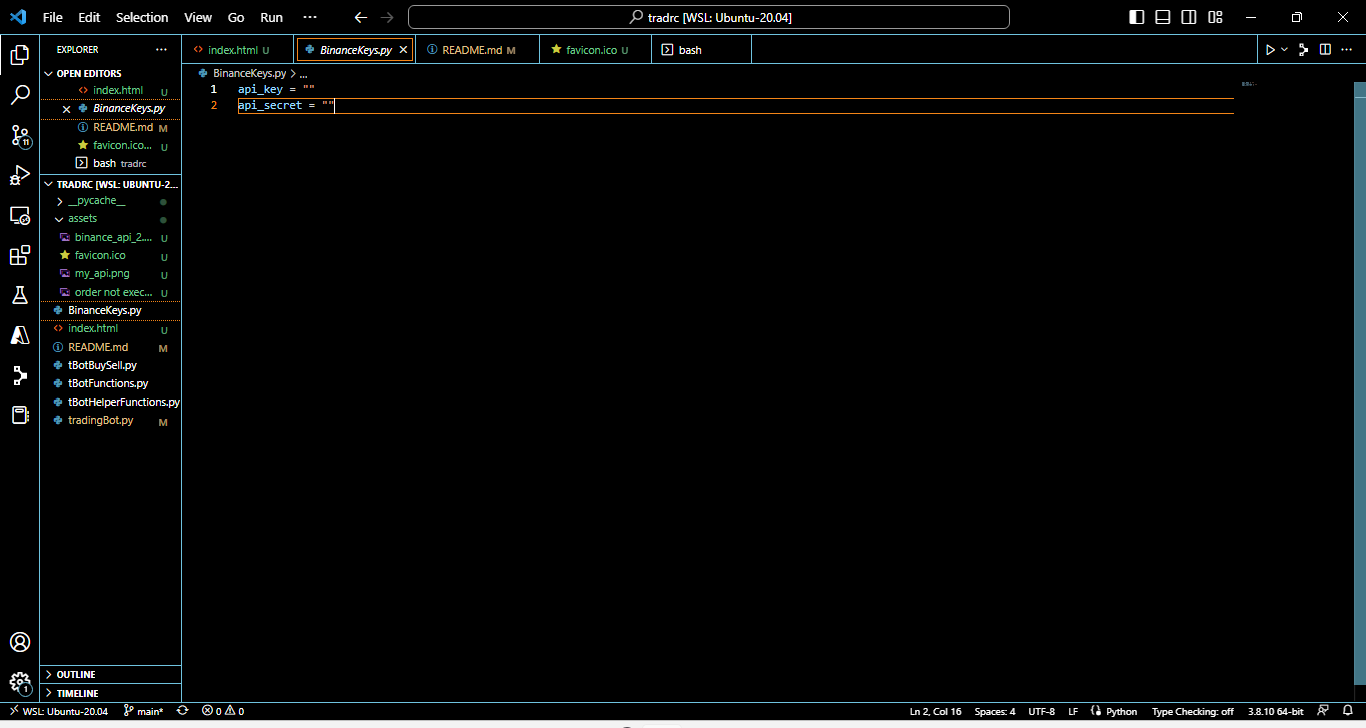 File Edit Selection View Go Run ··· tradrc [WSL: Ubuntu-20.04]
EXPLORER ···
index.html U BinanceKeys.py README.md M favicon.ico U bash
BinanceKeys.py > ...
OPEN EDITORS
index.html U
BinanceKeys.py
README.md M
favicon.ico... U
bash tradrc
TRADRC [WSL: UBUNTU-2...
__pycache__
assets
binance_api_2.... U
favicon.ico U
my_api.png U
order not exec... U
BinanceKeys.py
index.html U
README.md M
tBotBuySell.py
tBotFunctions.py
tBotHelperFunctions.py
tradingBot.py M
1 api_key = ""
2 api_secret = ""
11
1
OUTLINE
TIMELINE
WSL: Ubuntu-20.04 main* 0 0 Ln 2, Col 16 Spaces: 4 UTF-8 LF Python Type Checking: off 3.8.10 64-bit